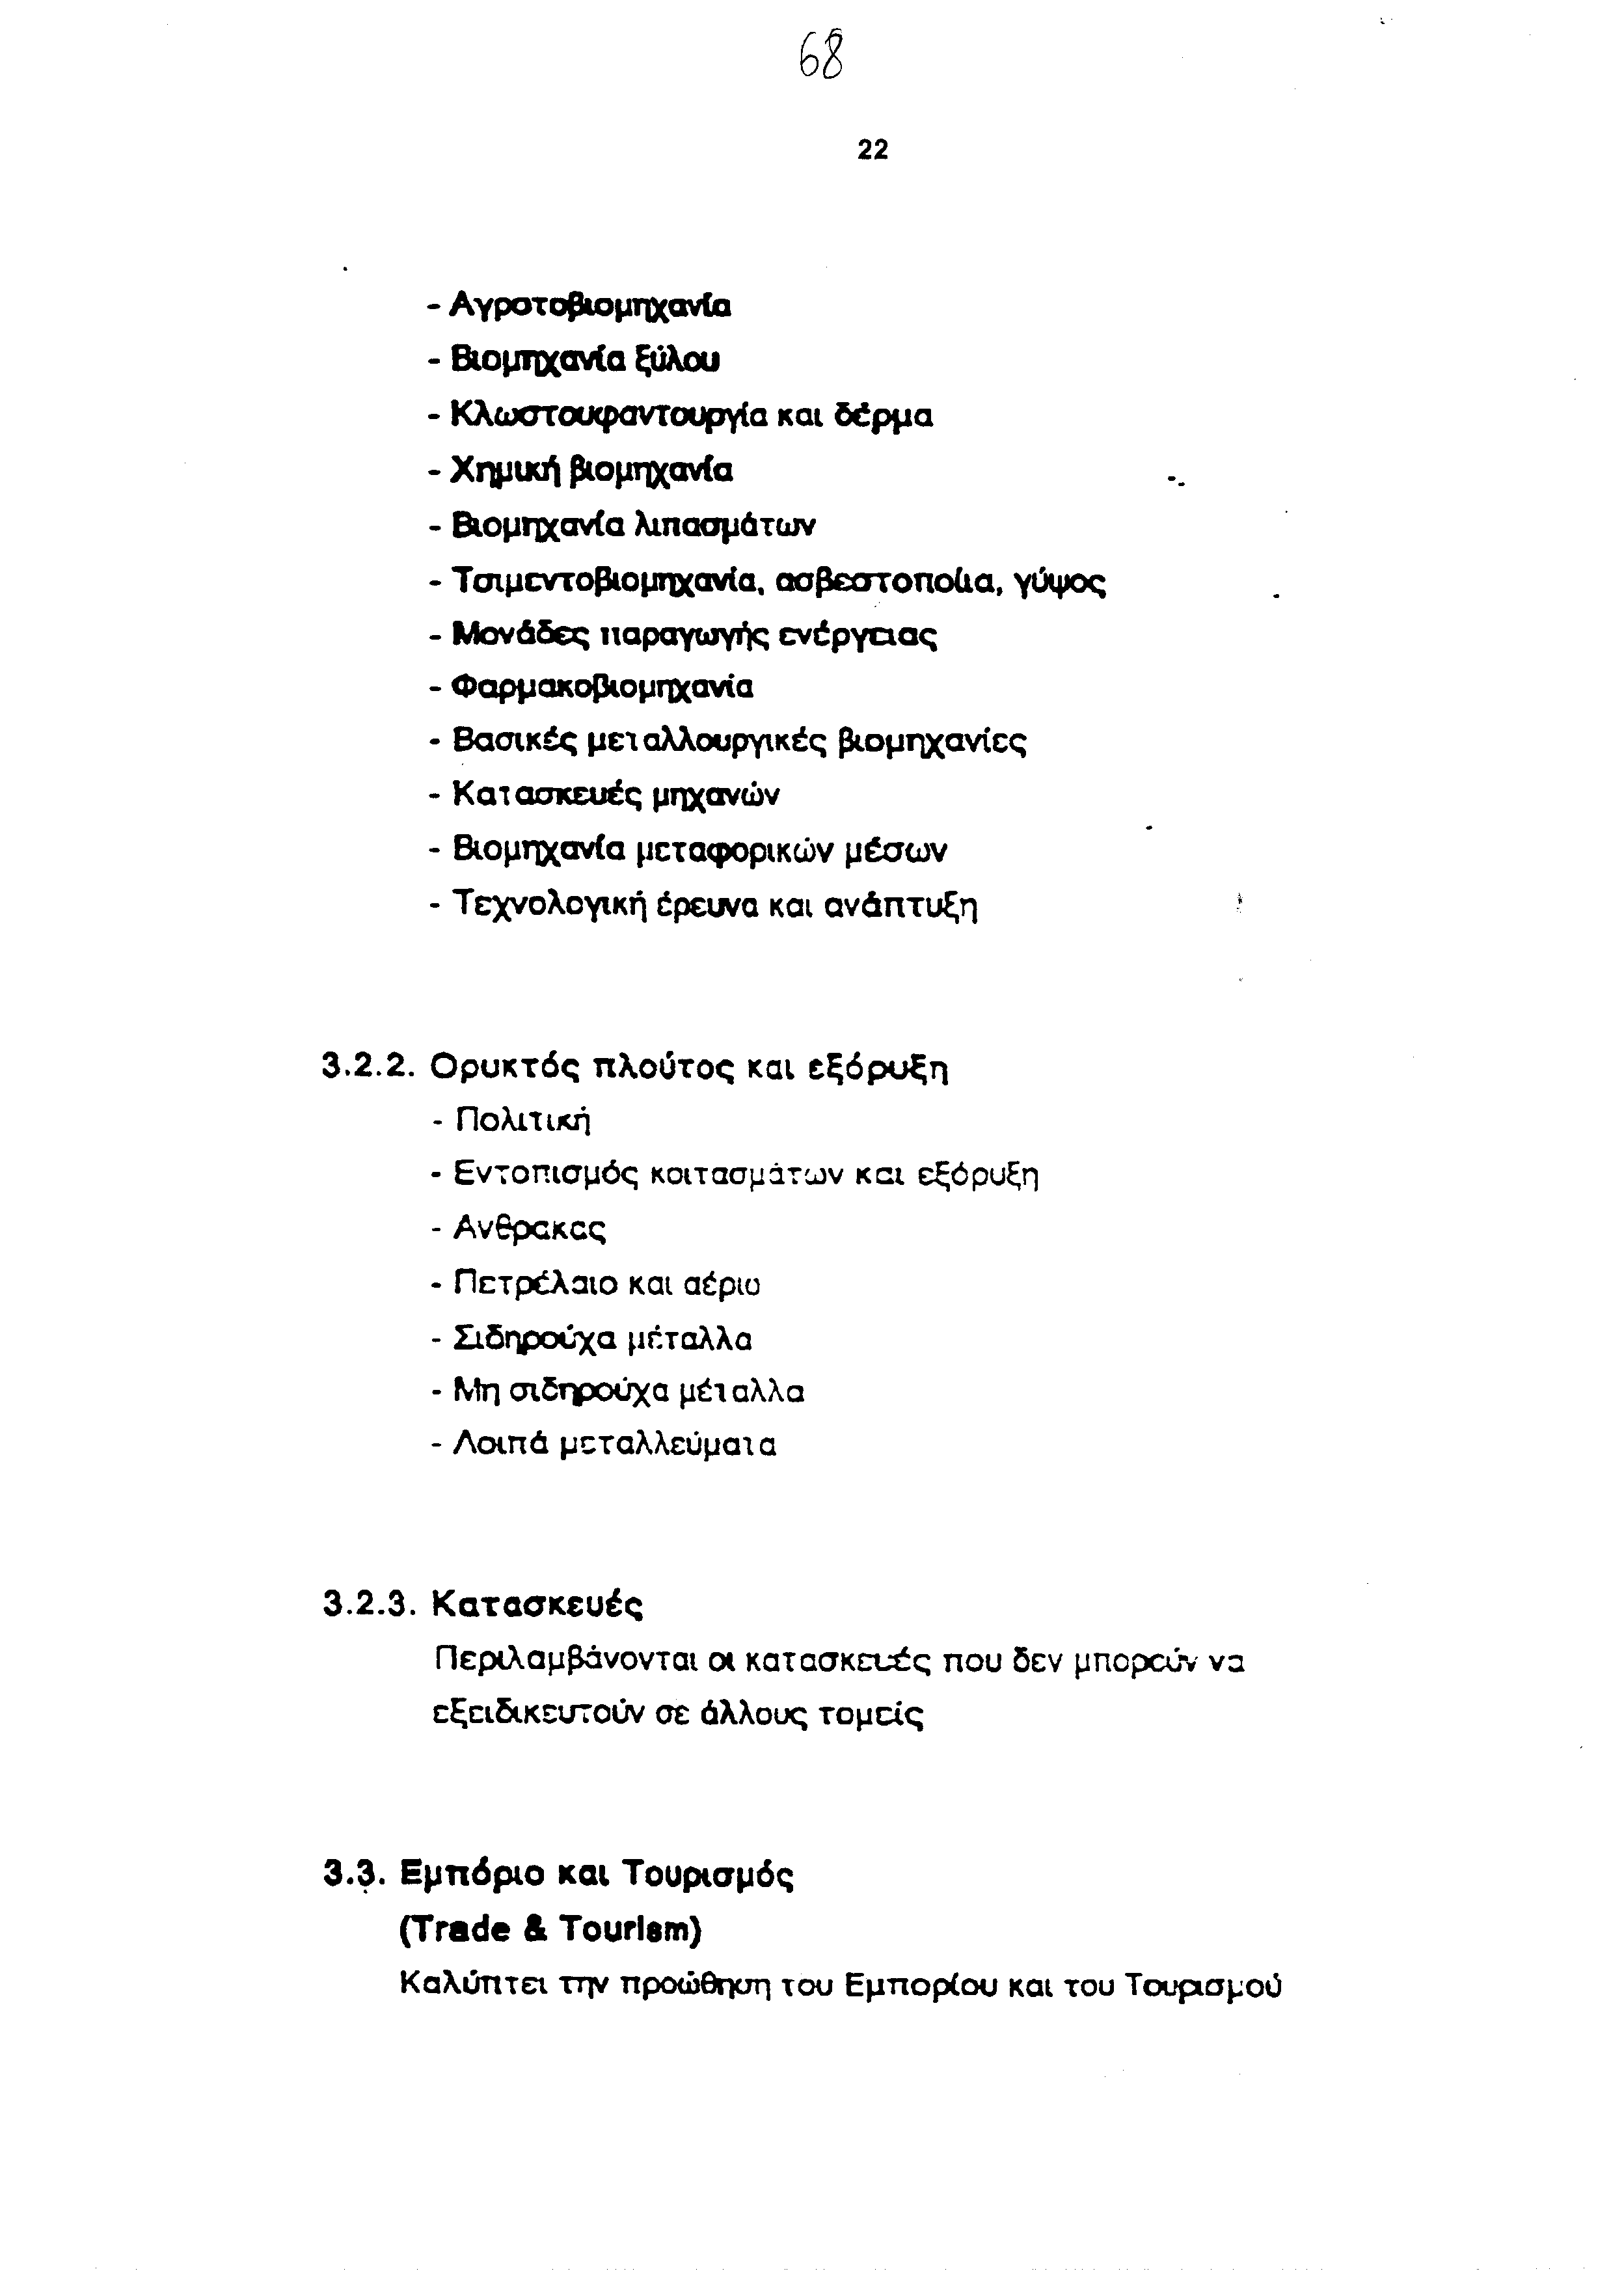 68
22
- Αγροτοβιομηχανία
- Βιομηχανία ξύλου
- Κλωστουφαντουργία και δέρμα
- Χημική βιομηχανία
- Βιομηχανία λιπασμάτων
- Τσιμεντοβιομηχανία, ασβεστοποιία, γύψος
- Μονάδες παραγωγής ενέργειας
- Φαρμακοβιομηχανία
- Βασικές μεταλλουργικές βιομηχανίες
- Κατασκευές μηχανών
- Βιομηχανία μεταφορικών μέσων
- Τεχνολογική έρευνα και ανάπτυξη
3.2.2. Ορυκτός πλούτος και εξόρυξη
- Πολιτική
- Εντοπισμός κοιτασμάτων και εξόρυξη
- Ανθρακας
- Πετρέλαιο και αέριο
- Σιδηρούχα μέταλλα
- Μη σιδηρούχα μέταλλα
- Λοιπά μεταλλεύματα
3.2.3. Κατασκευές
Περιλαμβάνονται οι κατασκευές που δεν μπορούν να
εξειδικευτούν σε άλλους τομείς
3.3. Εμπόριο και Τουρισμός
(Trade & Tourism)
Καλύπτει την προώθηση του Εμπορίου και του Τουρισμού